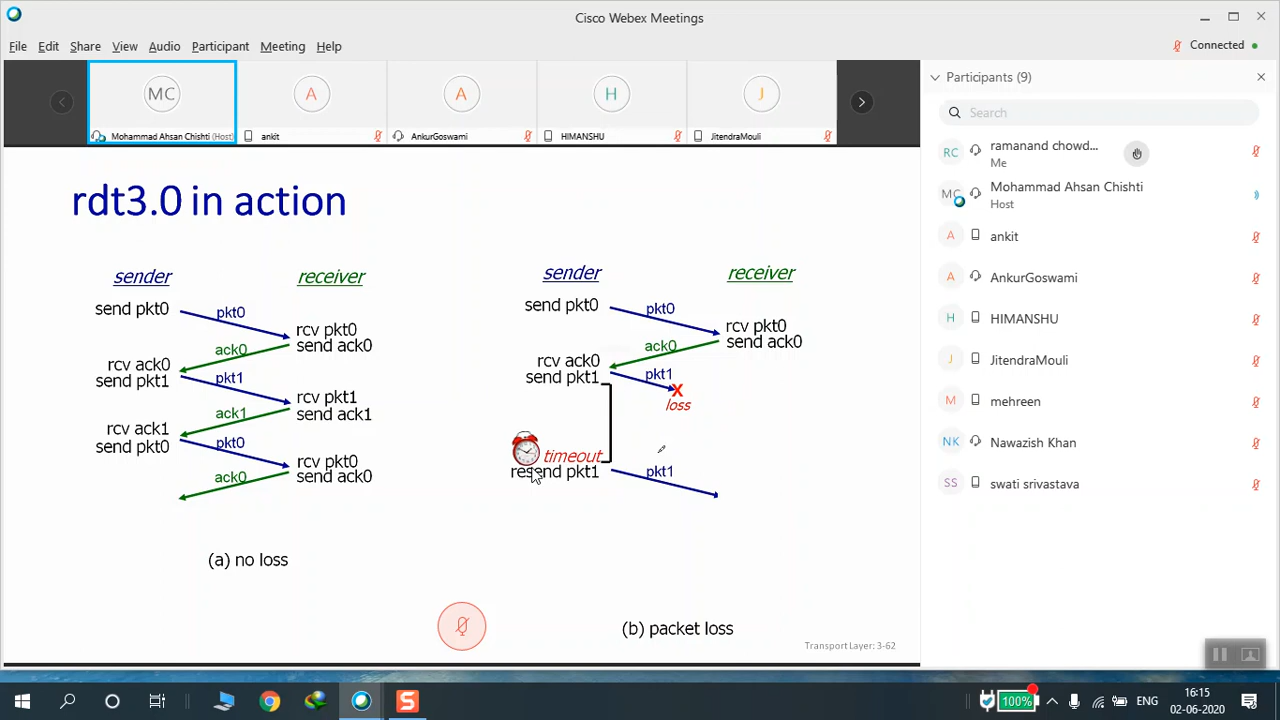 Cisco Webex Meetings
File Edit Share View Audio Participant Meeting Help
Connected
MC
Mohammad Ahsan Chishti (Host)
A
ankit
A
AnkurGoswami
H
HIMANSHU
J
JitendraMouli
rdt3.0 in action
sender
receiver
send pkt0
pkt0
rcv pkt0
send ack0
ack0
rcv ack0
send pkt1
pkt1
rcv pkt1
send ack1
ack1
rcv ack1
send pkt0
pkt0
rcv pkt0
send ack0
ack0
(a) no loss
sender
receiver
send pkt0
pkt0
rcv pkt0
send ack0
ack0
rcv ack0
send pkt1
pkt1
X
loss
timeout
resend pkt1
pkt1
(b) packet loss
Transport Layer: 3-62
Participants (9)
Search
RC
ramanand chowd...
Me
MC
Mohammad Ahsan Chishti
Host
A
ankit
A
AnkurGoswami
H
HIMANSHU
J
JitendraMouli
M
mehreen
NK
Nawazish Khan
SS
swati srivastava
S
100%
ENG
16:15
02-06-2020